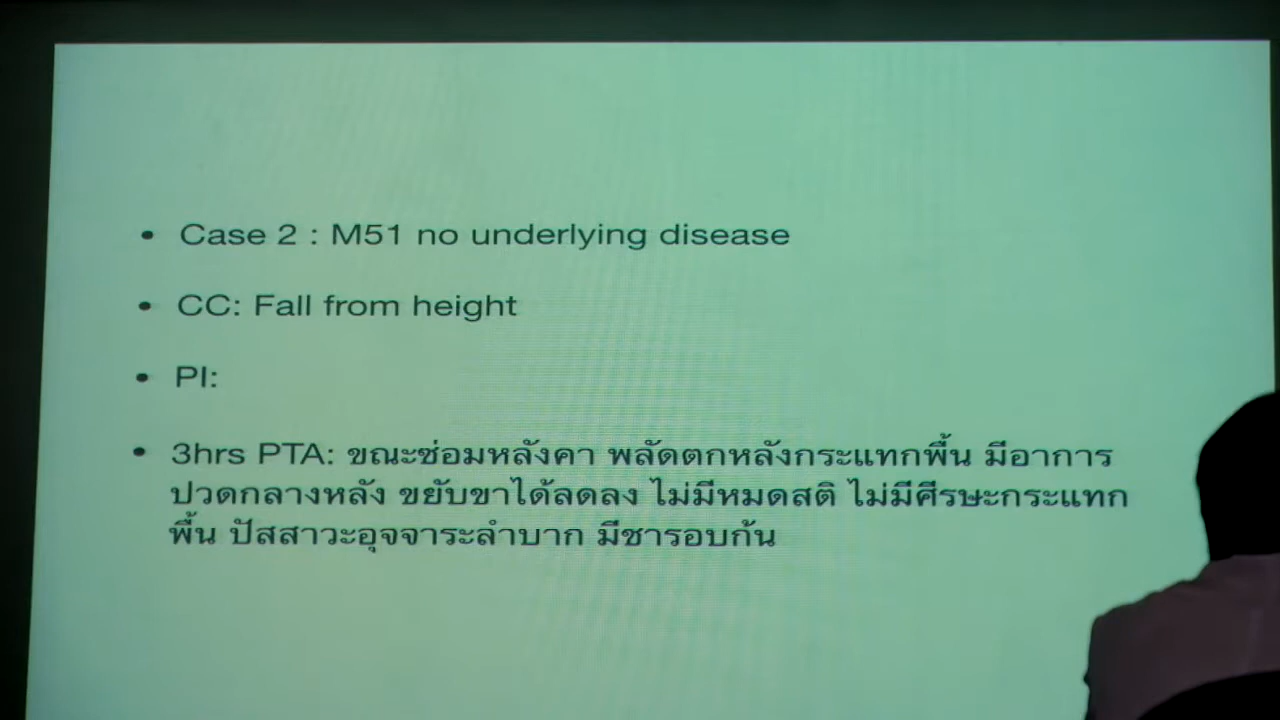 • Case 2 : M51 no underlying disease
• CC: Fall from height
• PI:
• 3hrs PTA: ขณะซ่อมหลังคา พลัดตกหลังกระแทกพื้น มีอาการ
ปวดกลางหลัง ขยับขาได้ลดลง ไม่มีหมดสติ ไม่มีศีรษะกระแทก
พื้น ปัสสาวะอุจจาระลำบาก มีชารอบก้น